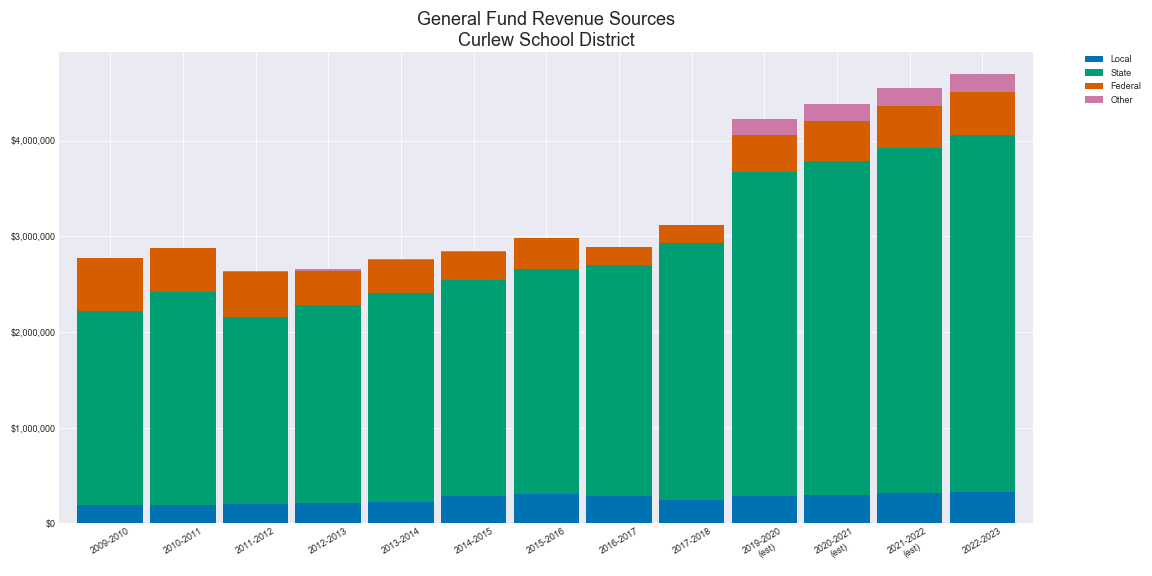 General Fund Revenue Sources
Curlew School District
Local
State
Federal
Other
$4,000,000
$3,000,000
$2,000,000
$1,000,000
$0
2009-2010
2010-2011
2011-2012
2012-2013
2013-2014
2014-2015
2015-2016
2016-2017
2017-2018
2019-2020
(est)
2020-2021
(est)
2021-2022
(est)
2022-2023